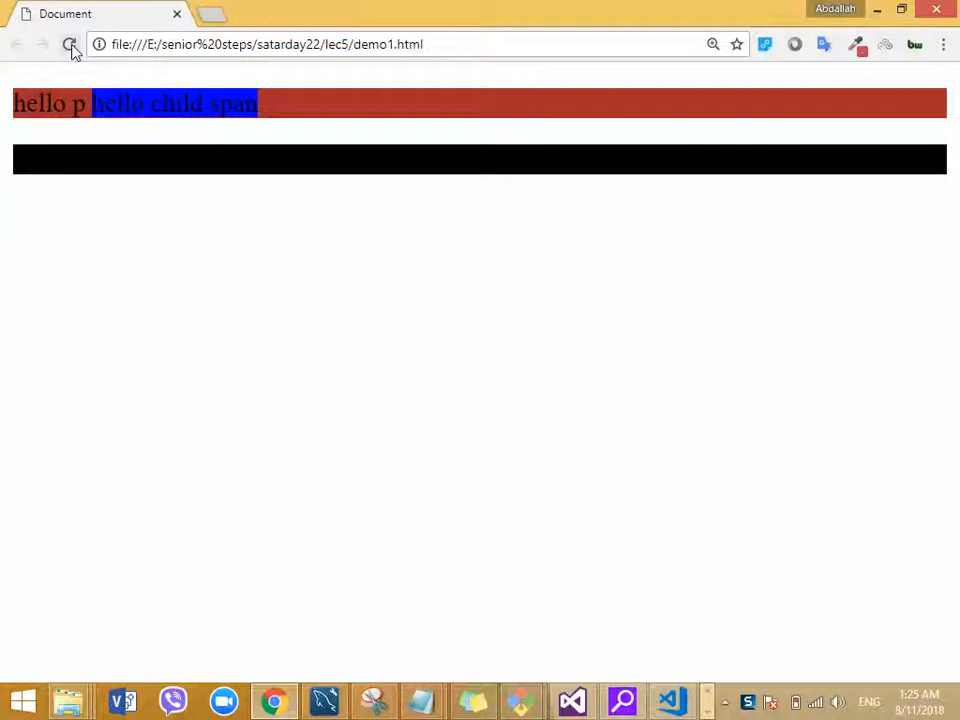 Document
Abdallah
file:///E:/senior%20steps/satarday22/lec5/demo1.html
bw
hello p hello child span
ENG
1:25 AM
8/11/2018